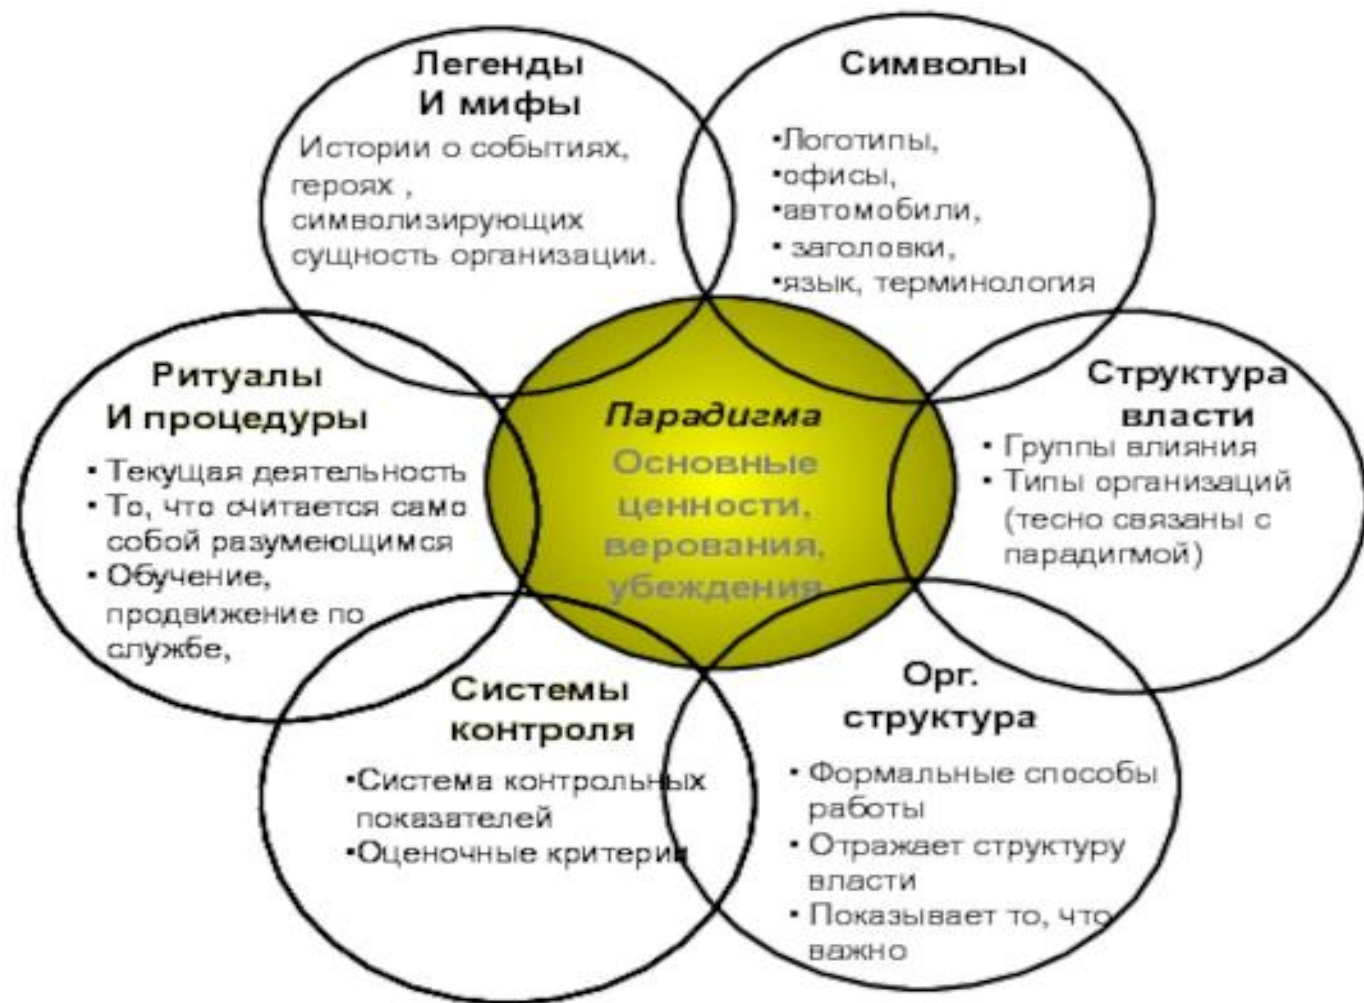 Легенды
И мифы
Истории о событиях,
героях ,
символизирующих
сущность организации.
Символы
•Логотипы,
•офисы,
•автомобили,
• заголовки,
•язык, терминология
Ритуалы
И процедуры
• Текущая деятельность
• То, что считается само
собой разумеющимся
• Обучение,
продвижение по
службе,
Парадигма
Основные
ценности,
верования,
убеждения
Структура
власти
• Группы влияния
• Типы организаций
(тесно связаны с
парадигмой)
Системы
контроля
•Система контрольных
показателей
•Оценочные критерии
Орг.
структура
• Формальные способы
работы
• Отражает структуру
власти
• Показывает то, что
важно